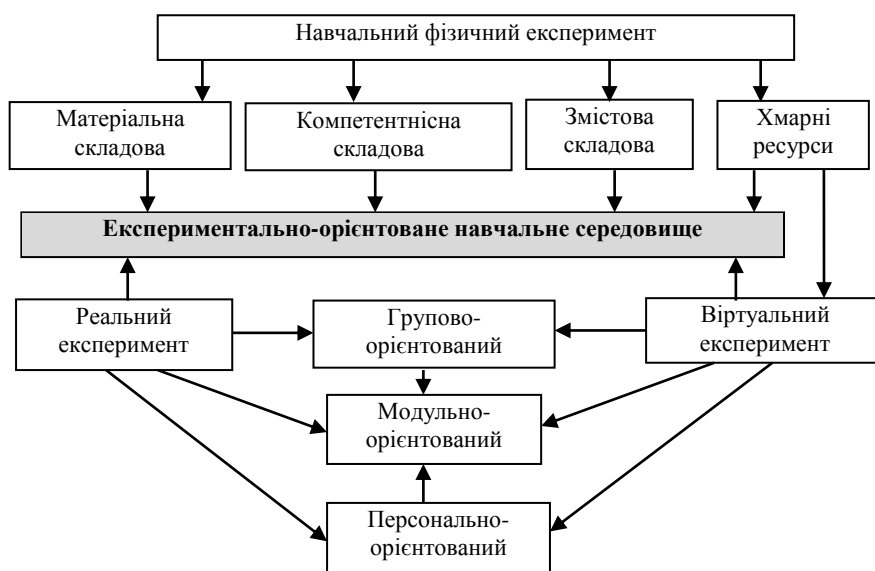 Навчальний фізичний експеримент
Матеріальна
складова
Компетентнісна
складова
Змістова
складова
Хмарні
ресурси
Експериментально-орієнтоване навчальне середовище
Реальний
експеримент
Групово-
орієнтований
Віртуальний
експеримент
Модульно-
орієнтований
Персонально-
орієнтований